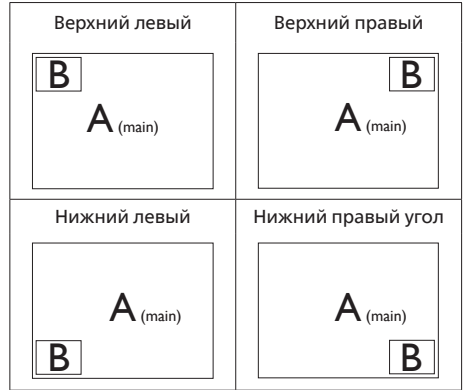 Верхний левый
B
A (main)
Верхний правый
B
A (main)
Нижний левый
A (main)
B
Нижний правый угол
A (main)
B